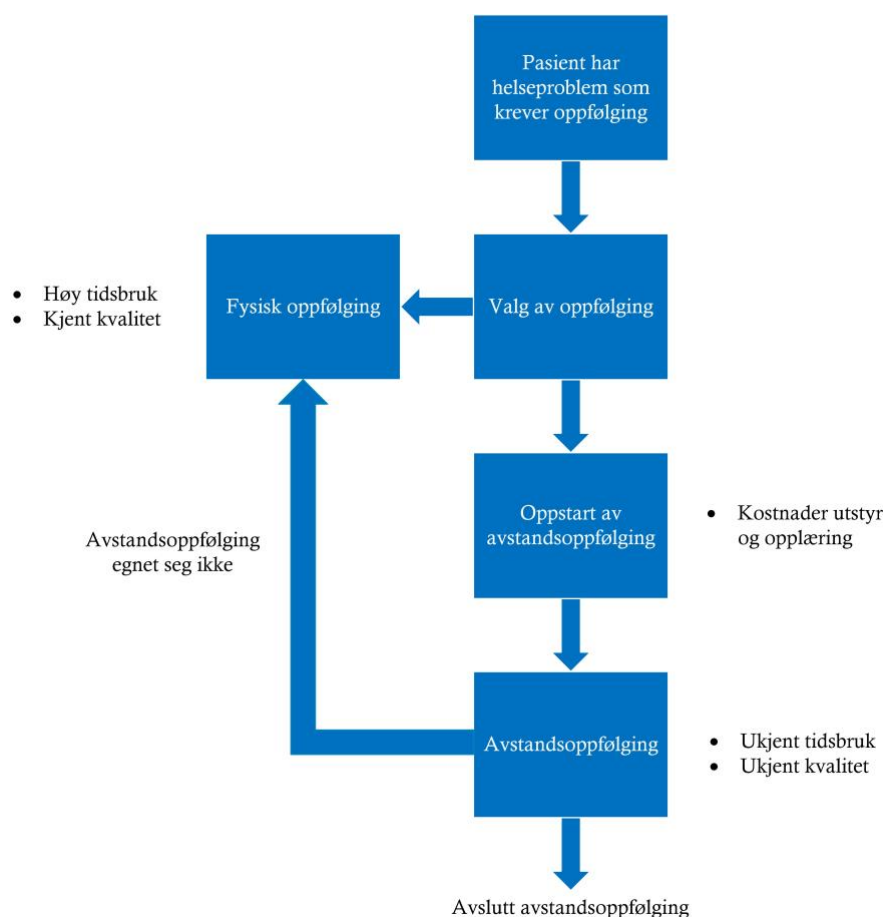 Pasient har
helseproblem som
krever oppfølging
• Høy tidsbruk
• Kjent kvalitet
Fysisk oppfølging
Valg av oppfølging
Avstandsoppfølging
egnet seg ikke
Oppstart av
avstandsoppfølging
• Kostnader utstyr
og opplæring
Avstandsoppfølging
• Ukjent tidsbruk
• Ukjent kvalitet
Avslutt avstandsoppfølging